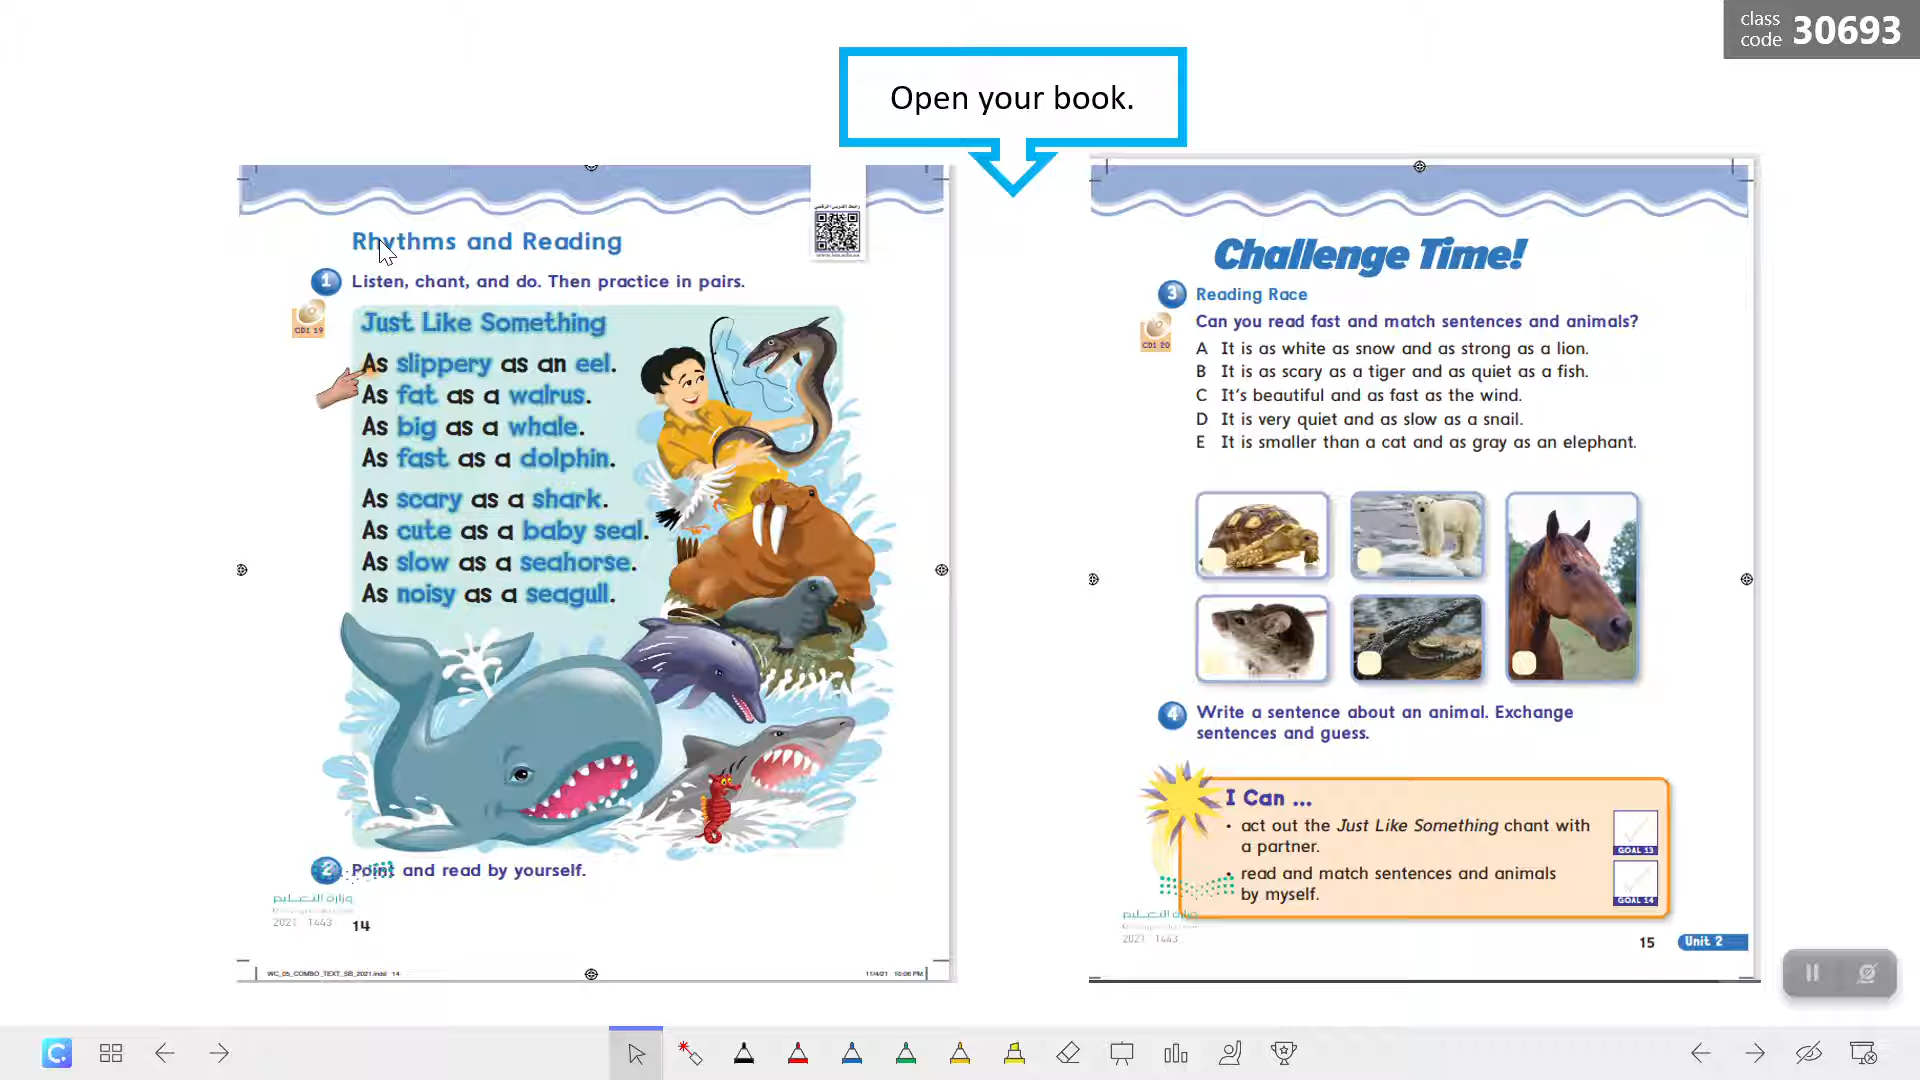 class
code 30693
Open your book.
Rhythms and Reading
1 Listen, chant, and do. Then practice in pairs.
CD1 19
Just Like Something
As slippery as an eel.
As fat as a walrus.
As big as a whale.
As fast as a dolphin.
As scary as a shark.
As cute as a baby seal.
As slow as a seahorse.
As noisy as a seagull.
2 Point and read by yourself.
وزارة التعليم
2021 1443
14
WC_05_COMBO_TEXT_SB_2021.indd 14
11/4/21 10:06 PM
Challenge Time!
3 Reading Race
CD1 20
Can you read fast and match sentences and animals?
A It is as white as snow and as strong as a lion.
B It is as scary as a tiger and as quiet as a fish.
C It's beautiful and as fast as the wind.
D It is very quiet and as slow as a snail.
E It is smaller than a cat and as gray as an elephant.
4 Write a sentence about an animal. Exchange
sentences and guess.
I Can ...
• act out the Just Like Something chant with
a partner.
GOAL 13
• read and match sentences and animals
by myself.
GOAL 14
وزارة التعليم
2021 1443
15 Unit 2